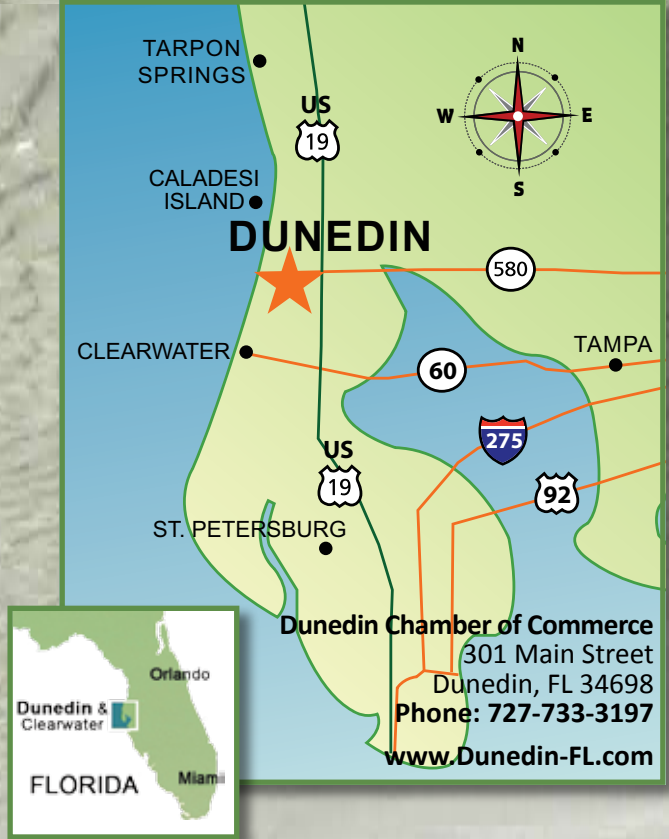 TARPON
SPRINGS
N
US
19
W
E
S
CALADESI
ISLAND
DUNEDIN
580
CLEARWATER
TAMPA
60
275
US
19
92
ST. PETERSBURG
Dunedin Chamber of Commerce
301 Main Street
Dunedin, FL 34698
Phone: 727-733-3197
www.Dunedin-FL.com
Orlando
Dunedin &
Clearwater
FLORIDA
Miami